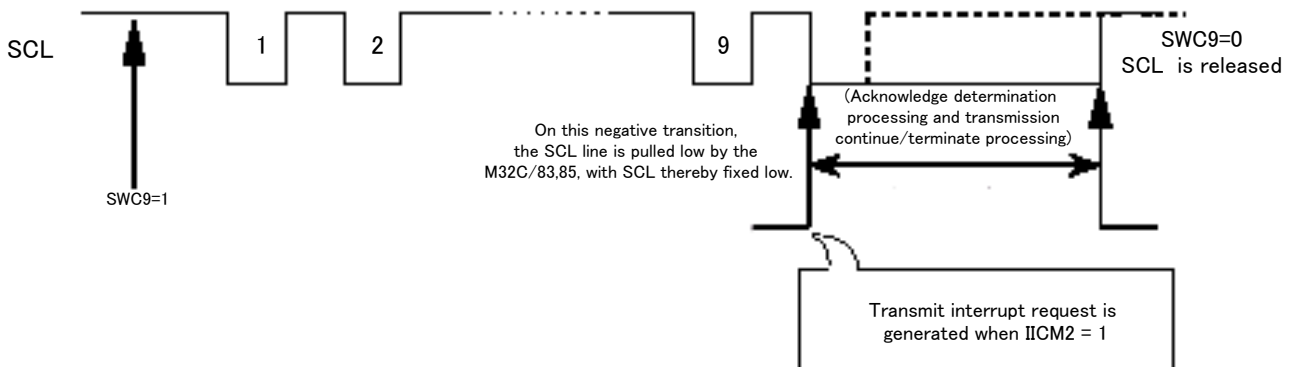 SCL
1
2
9
SWC9=0
SCL is released
(Acknowledge determination
processing and transmission
continue/terminate processing)
On this negative transition,
the SCL line is pulled low by the
M32C/83,85, with SCL thereby fixed low.
SWC9=1
Transmit interrupt request is
generated when IICM2 = 1